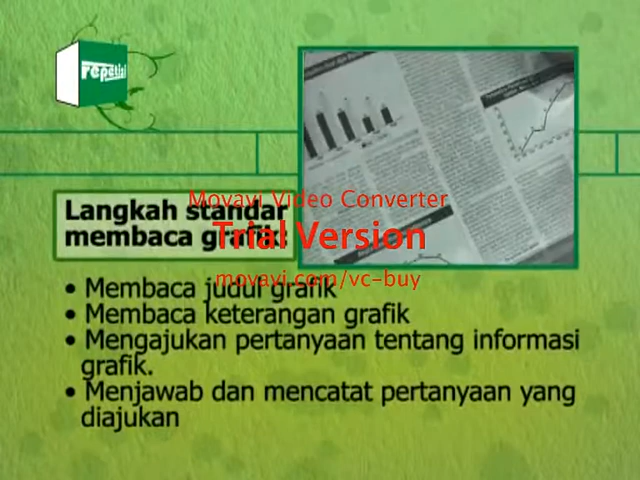 repetisi
Movavi Video Converter
Langkah standar
Trial Version
membaca grafik:
movavi.com/vc-buy
• Membaca judul grafik
• Membaca keterangan grafik
• Mengajukan pertanyaan tentang informasi
grafik.
• Menjawab dan mencatat pertanyaan yang
diajukan